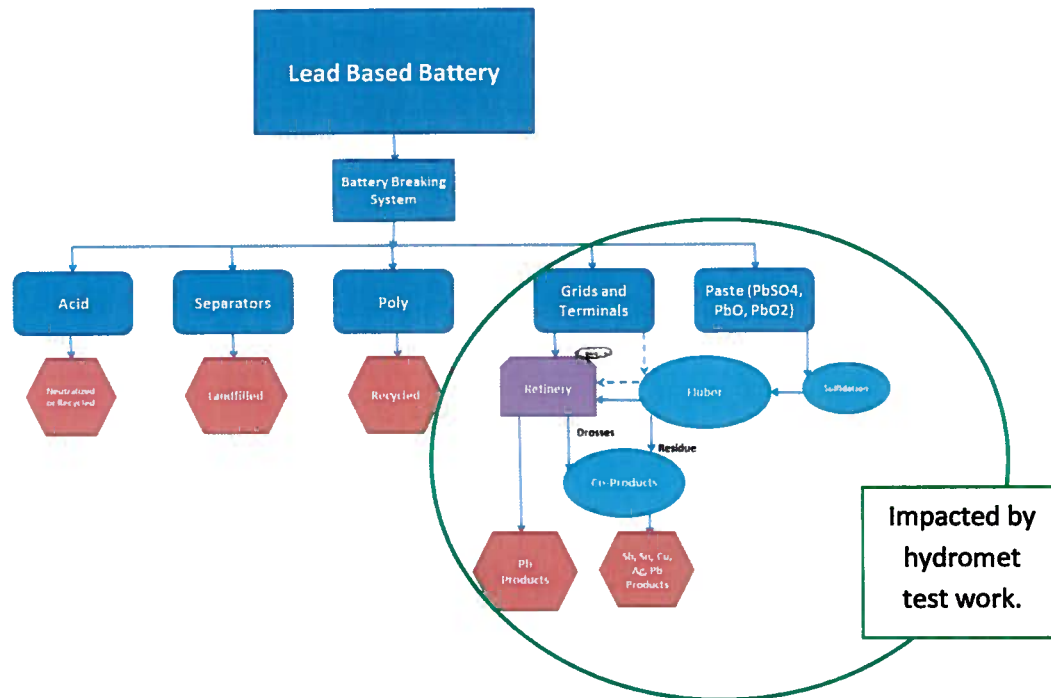 Lead Based Battery
Battery Breaking
System
Acid
Separators
Poly
Grids and
Terminals
Paste (PbSO4,
PbO, PbO2)
Neutralized
or Recycled
Landfilled
Recycled
Refinery
Fluber
Sulfidation
Drosses
Residue
Co-Products
Pb
Products
Sb, Sn, Cu,
Ag, Pb
Products
Impacted by
hydromet
test work.